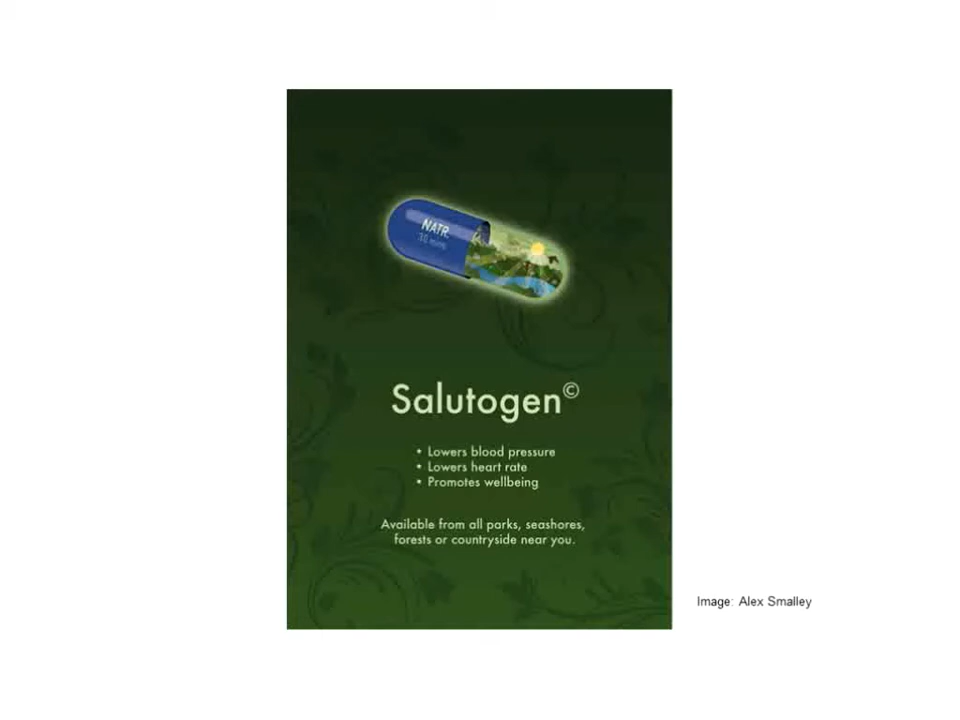 NATR.
30 mins
Salutogen©
• Lowers blood pressure
• Lowers heart rate
• Promotes wellbeing
Available from all parks, seashores,
forests or countryside near you.
Image: Alex Smalley